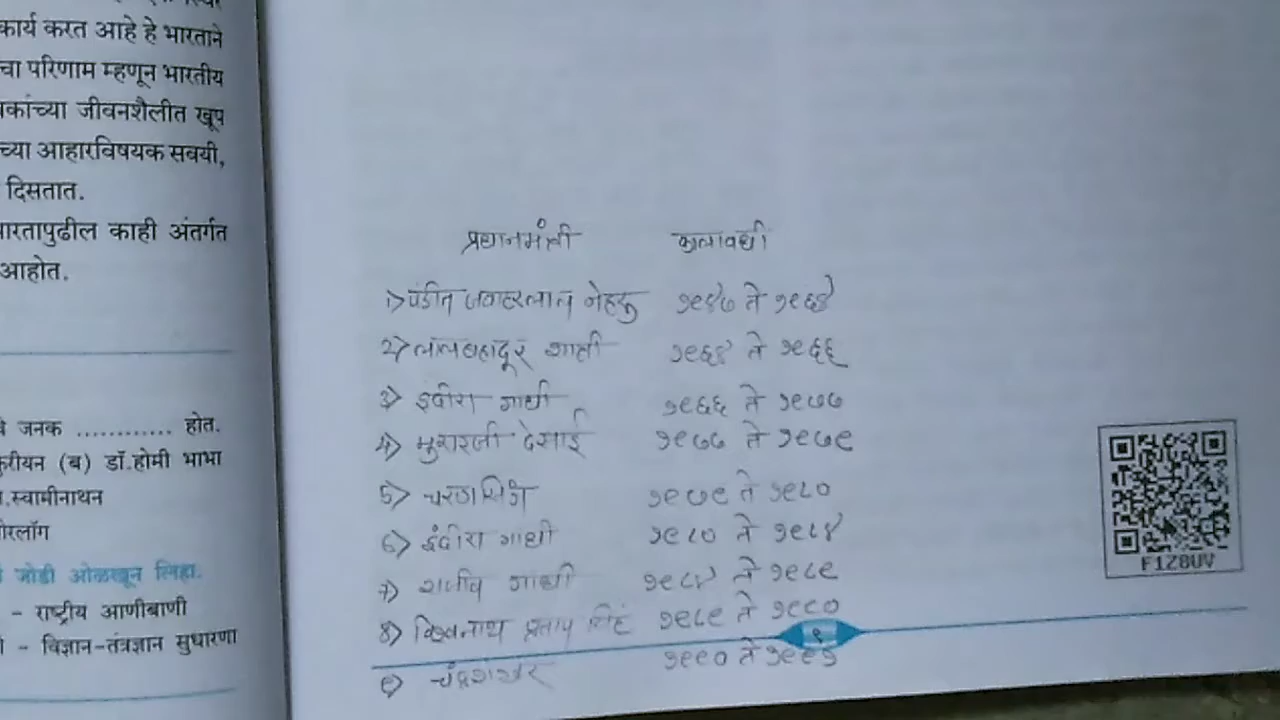 कार्य करत आहे हे भारताने
चा परिणाम म्हणून भारतीय
कांच्या जीवनशैलीत खूप
च्या आहारविषयक सवयी,
दिसतात.
ारतापुढील काही अंतर्गत
आहोत.
जनक ............ होत.
कुरीयन (ब) डॉ.होमी भाभा
.स्वामीनाथन
बोरलॉग
जोडी ओळखून लिहा.
- राष्ट्रीय आणीबाणी
- विज्ञान-तंत्रज्ञान सुधारणा
प्रधानमंत्री कालावधी
1) पंडीत जवाहरलाल नेहरू १९४७ ते १९६४
2) लालबहादूर शास्त्री १९६४ ते १९६६
3) इंदीरा गांधी १९६६ ते १९७७
4) मुरारजी देसाई १९७७ ते १९७९
5) चरणसिंग १९७९ ते १९८०
6) इंदीरा गांधी १९८० ते १९८४
7) राजीव गांधी १९८४ ते १९८९
8) विश्वनाथ प्रताप सिंह १९८९ ते १९९०
९) चंद्रशेखर १९९० ते १९९१
९
F1Z8UV